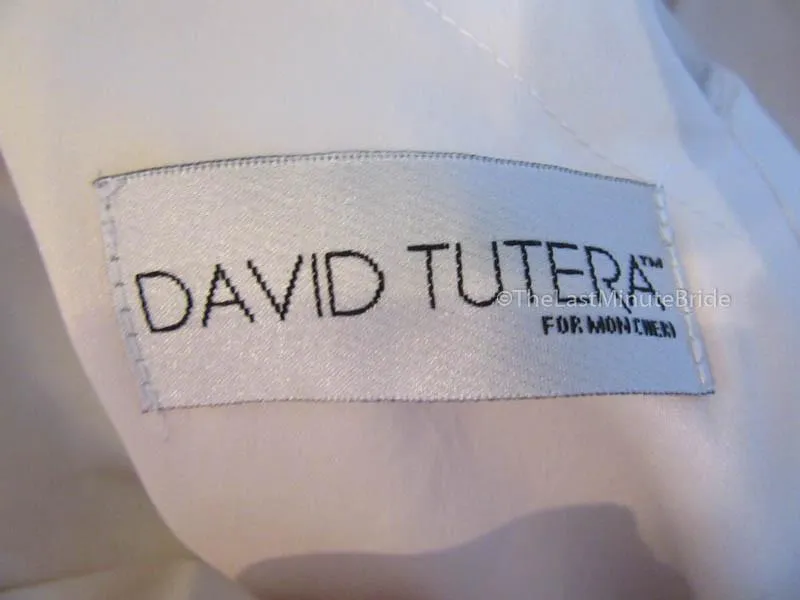 DAVID TUTERA™
©TheLastMinuteBride
FOR MON CHERI